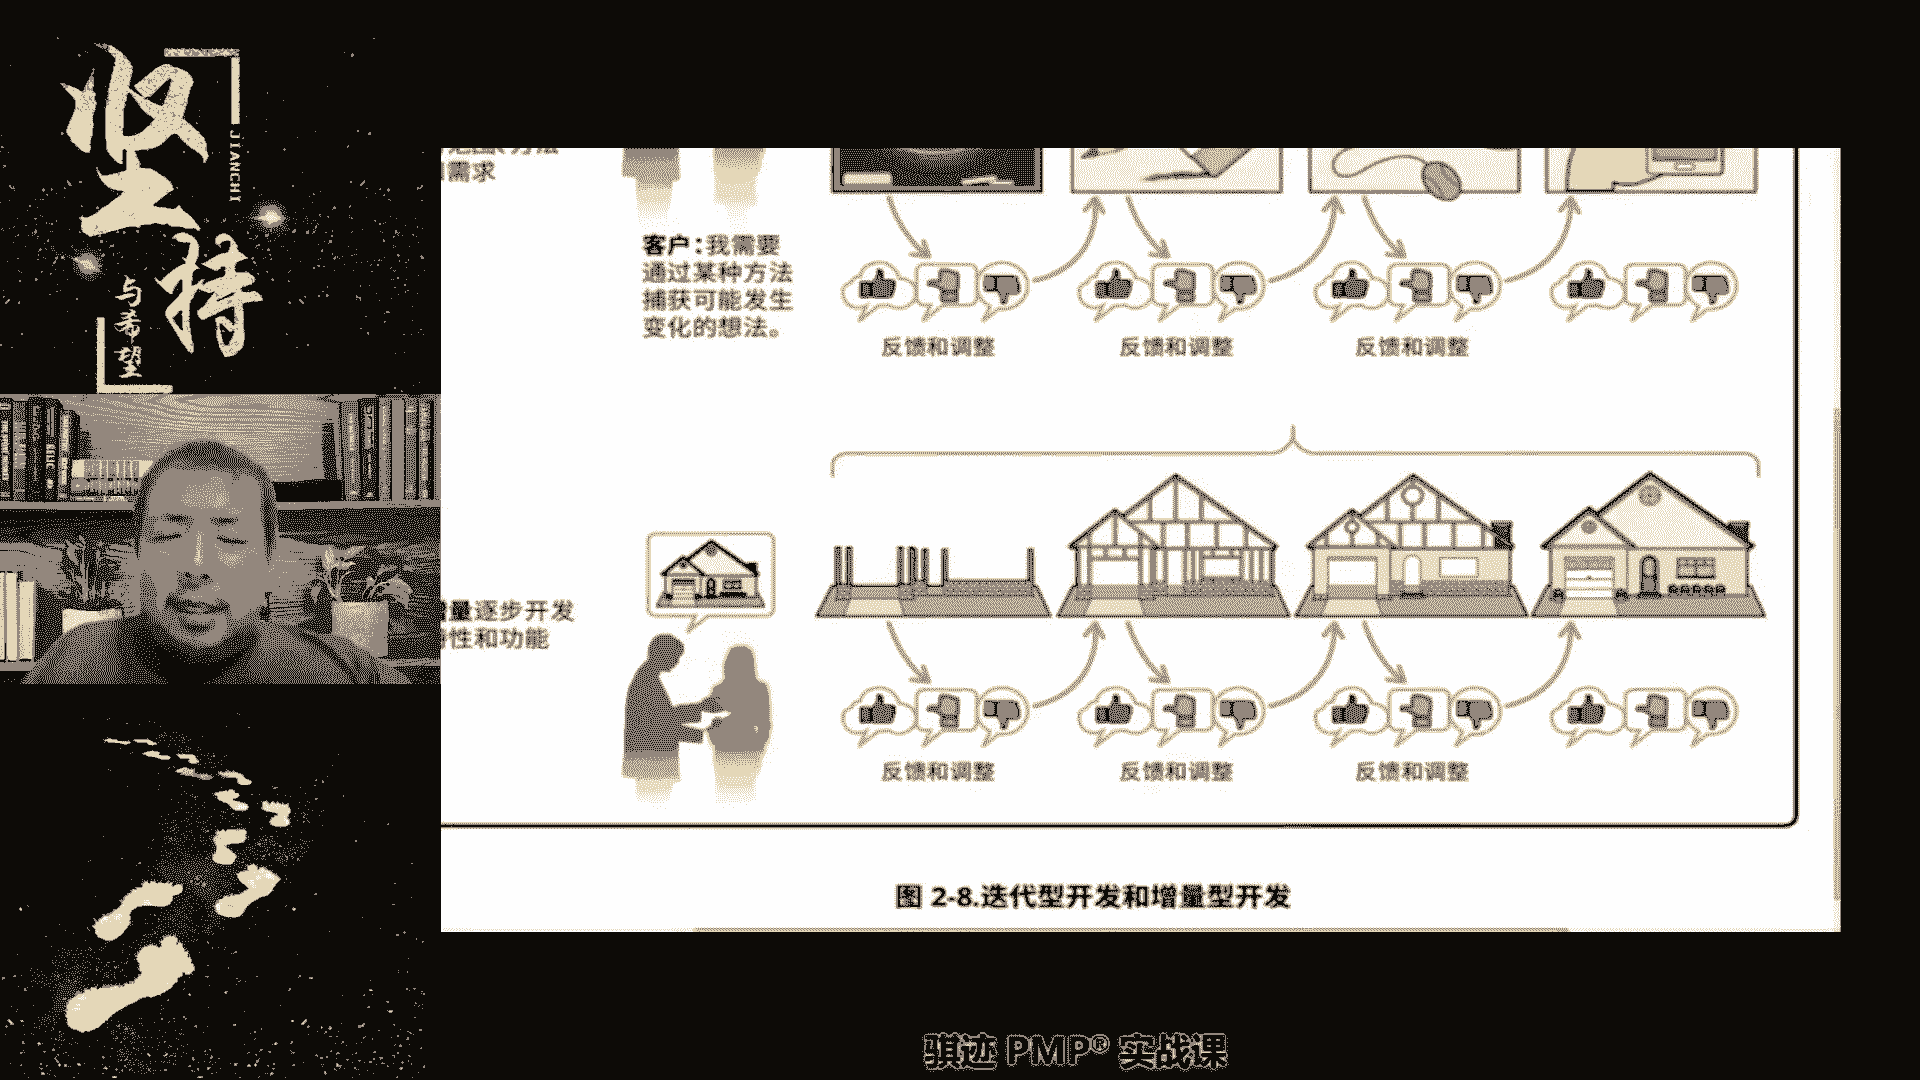 坚持
JIANCHI
与希望
需求
客户：我需要
通过某种方法
捕获可能发生
变化的想法。
反馈和调整
反馈和调整
反馈和调整
量逐步开发
性和功能
反馈和调整
反馈和调整
反馈和调整
图 2-8.迭代型开发和增量型开发
骐迹 PMP® 实战课